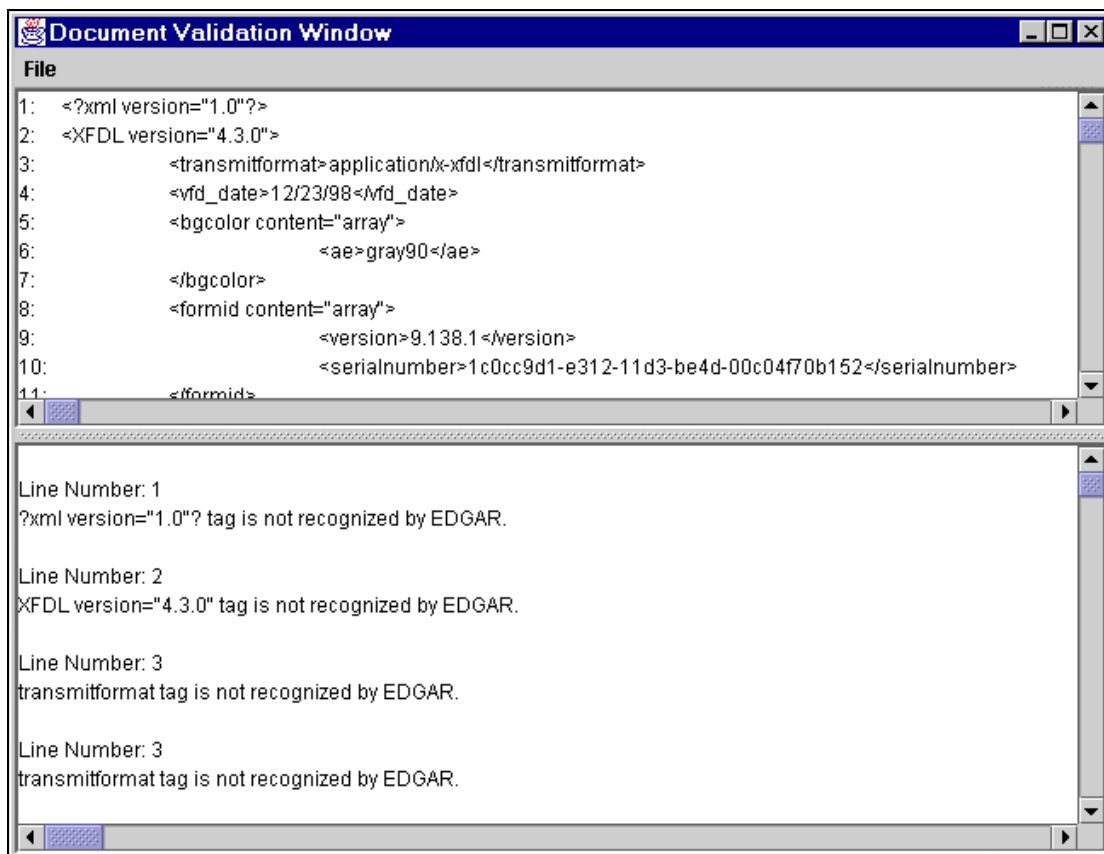 Document Validation Window
File
1: <?xml version="1.0"?>
2: <XFDL version="4.3.0">
3: <transmitformat>application/x-xfdl</transmitformat>
4: <vfd_date>12/23/98</vfd_date>
5: <bgcolor content="array">
6: <ae>gray90</ae>
7: </bgcolor>
8: <formid content="array">
9: <version>9.138.1</version>
10: <serialnumber>1c0cc9d1-e312-11d3-be4d-00c04f70b152</serialnumber>
11: </formid>
Line Number: 1
?xml version="1.0"? tag is not recognized by EDGAR.
Line Number: 2
XFDL version="4.3.0" tag is not recognized by EDGAR.
Line Number: 3
transmitformat tag is not recognized by EDGAR.
Line Number: 3
transmitformat tag is not recognized by EDGAR.